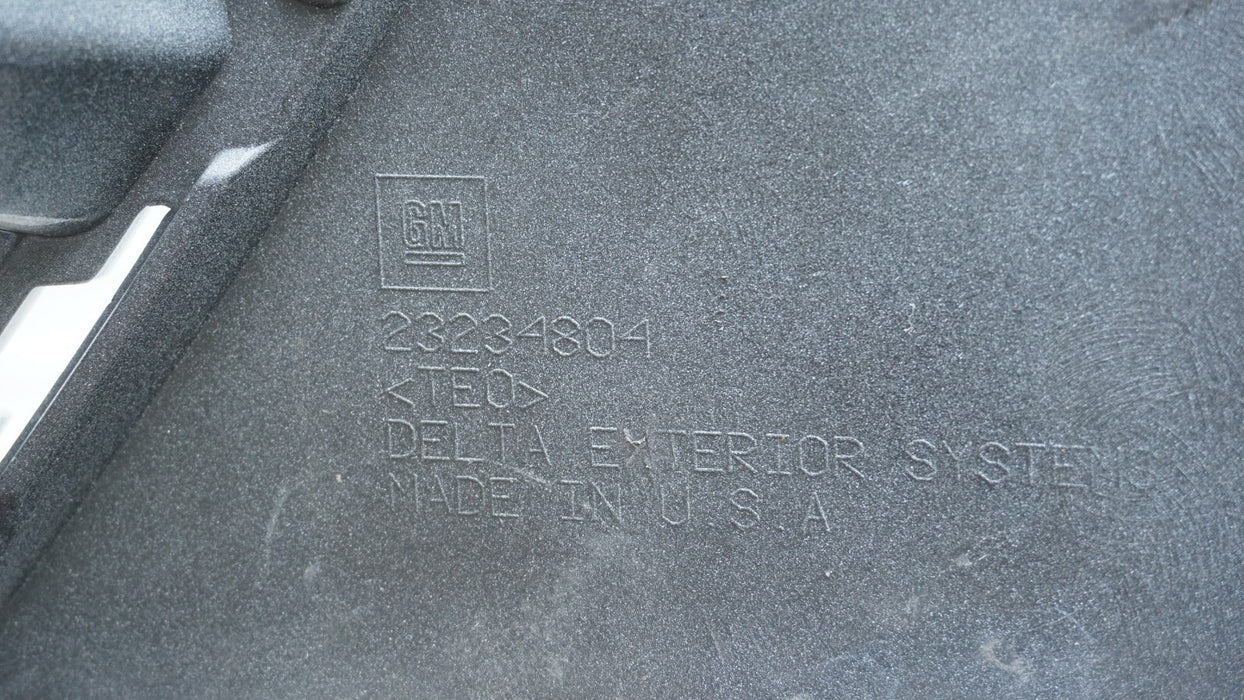 GM
23234804
<TEO>
DELTA EXTERIOR SYSTEMS
MADE IN U.S.A